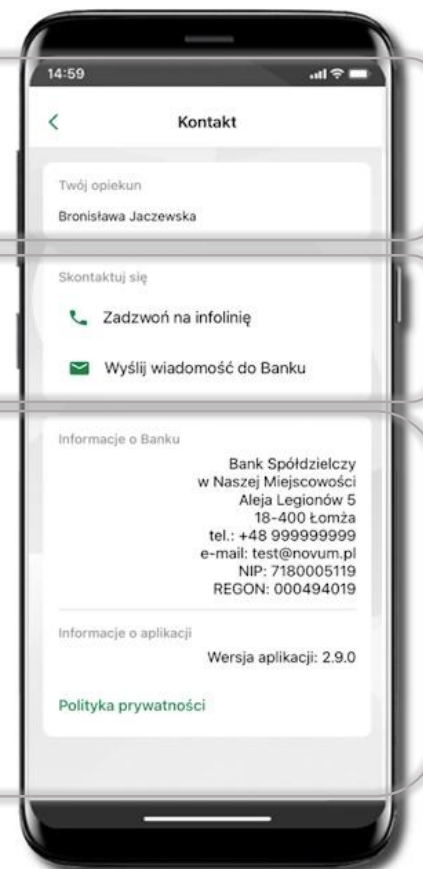 14:59
Kontakt
Twój opiekun
Bronisława Jaczewska
Skontaktuj się
Zadzwoń na infolinię
Wyślij wiadomość do Banku
Informacje o Banku
Bank Spółdzielczy
w Naszej Miejscowości
Aleja Legionów 5
18-400 Łomża
tel.: +48 999999999
e-mail: test@novum.pl
NIP: 7180005119
REGON: 000494019
Informacje o aplikacji
Wersja aplikacji: 2.9.0
Polityka prywatności